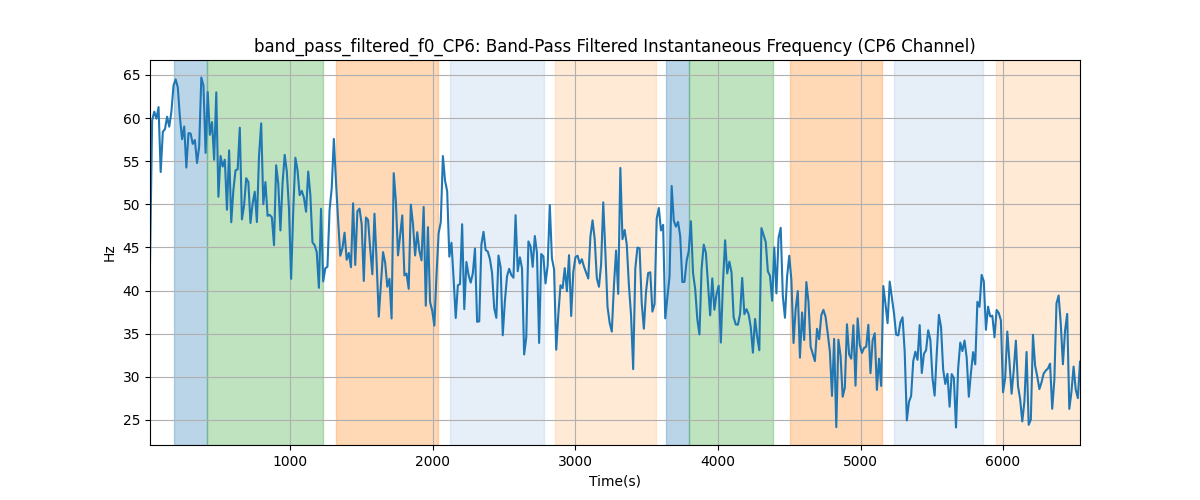 band_pass_filtered_f0_CP6: Band-Pass Filtered Instantaneous Frequency (CP6 Channel)
65
60
55
50
45
40
35
30
25
Hz
1000 2000 3000 4000 5000 6000
Time(s)